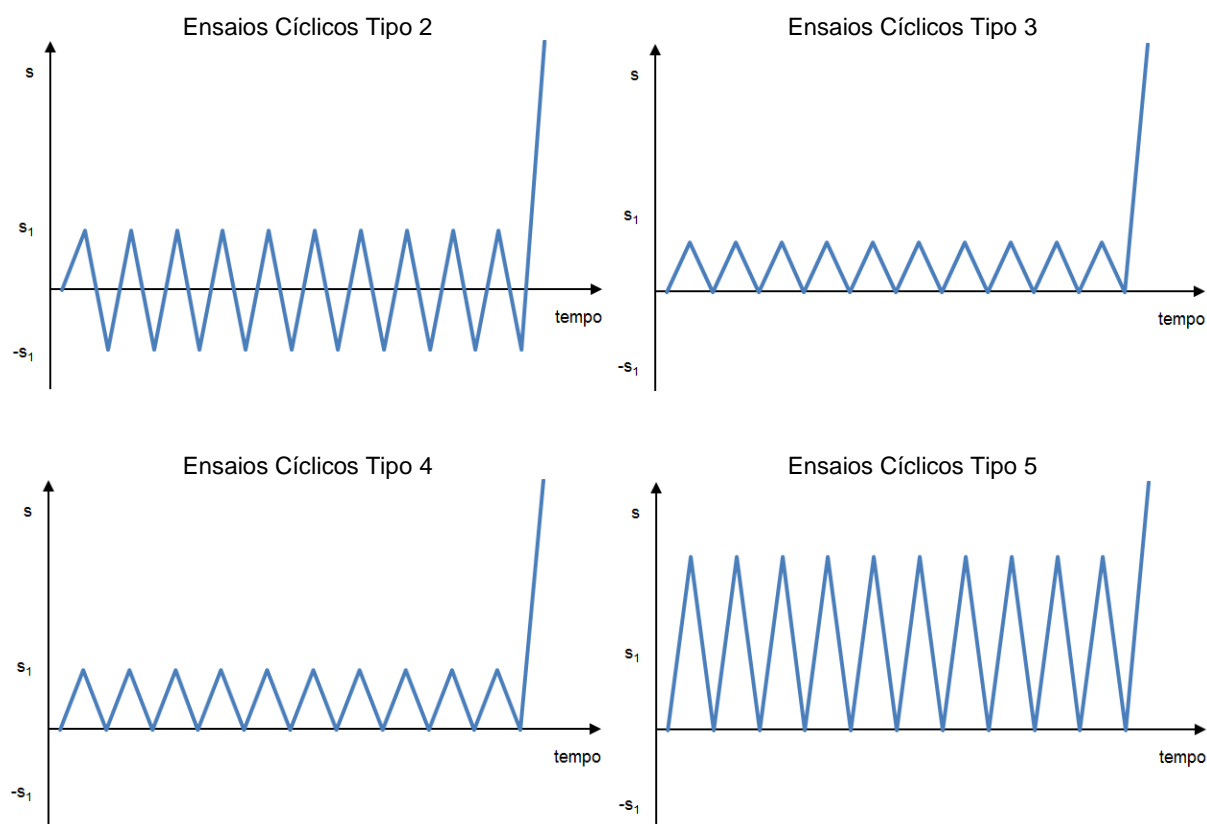 Ensaios Cíclicos Tipo 2
s
s₁
tempo
-s₁
Ensaios Cíclicos Tipo 3
s
s₁
tempo
-s₁
Ensaios Cíclicos Tipo 4
s
s₁
tempo
-s₁
Ensaios Cíclicos Tipo 5
s
s₁
tempo
-s₁